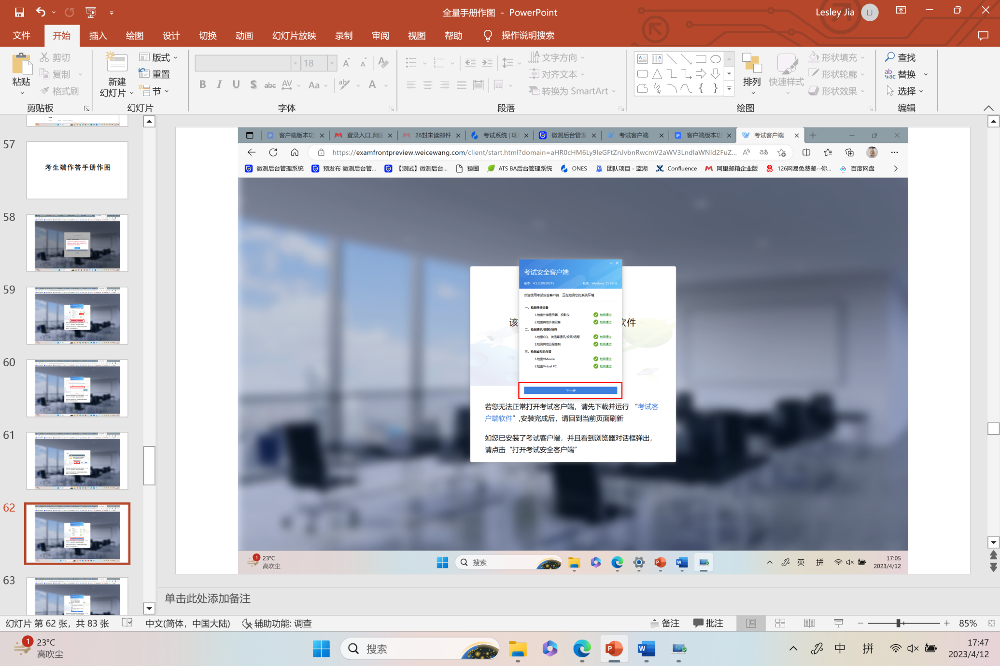 全量手册作图 - PowerPoint
Lesley Jia
LJ
文件 开始 插入 绘图 设计 切换 动画 幻灯片放映 录制 审阅 视图 帮助 操作说明搜索
粘贴
剪切
复制
格式刷
剪贴板
新建
幻灯片
版式
重置
节
幻灯片
18
字体
文字方向
对齐文本
转换为 SmartArt
段落
排列
快速样式
形状填充
形状轮廓
形状效果
绘图
查找
替换
选择
编辑
57
考生端作答手册作图
58
59
60
61
62
63
客户端版本功
登录入口_阿里
26封未读邮件
考试系统 | 项
微测后台管理
考试客户端
客户端版本功
考试客户端
https://examfrontpreview.weicewang.com/client/start.html?domain=aHR0cHM6Ly9leGFtZnJvbnRwcmV2aWV3LndlaWNld2FuZ...
微测后台管理系统
预发布 微测后台管...
【测试】微测后台...
猿圈
ATS BA后台管理系统
ONES
团队项目 - 蓝湖
Confluence
阿里邮箱企业版
126网易免费邮--你...
百度网盘
考试安全客户端
版本：4.5.6.20230315
系统：Windows 11 22H2
欢迎使用考试安全客户端，正在检测您的系统环境
一、检测外接设备
1.检查外接显示器、投影仪 检测通过
2.检查其他外接设备 检测通过
二、检测通讯/投屏/远程
1.检查QQ、微信等通讯/投屏/远程 检测通过
2.检测其他远程控制 检测通过
三、检测虚拟机作答
1.检查VMware 检测通过
2.检查Virtual PC 检测通过
该
软件
下一步
若您无法正常打开考试客户端，请先下载并运行 “考试客
户端软件”,安装完成后，请回到当前页面刷新
如您已安装了考试客户端，并且看到浏览器对话框弹出，
请点击“打开考试安全客户端”
1
23°C
高吹尘
搜索
英
拼
17:05
2023/4/12
单击此处添加备注
幻灯片 第 62 张，共 83 张
中文(简体，中国大陆)
辅助功能: 调查
备注
批注
85%
1
23°C
高吹尘
搜索
中
拼
17:47
2023/4/12